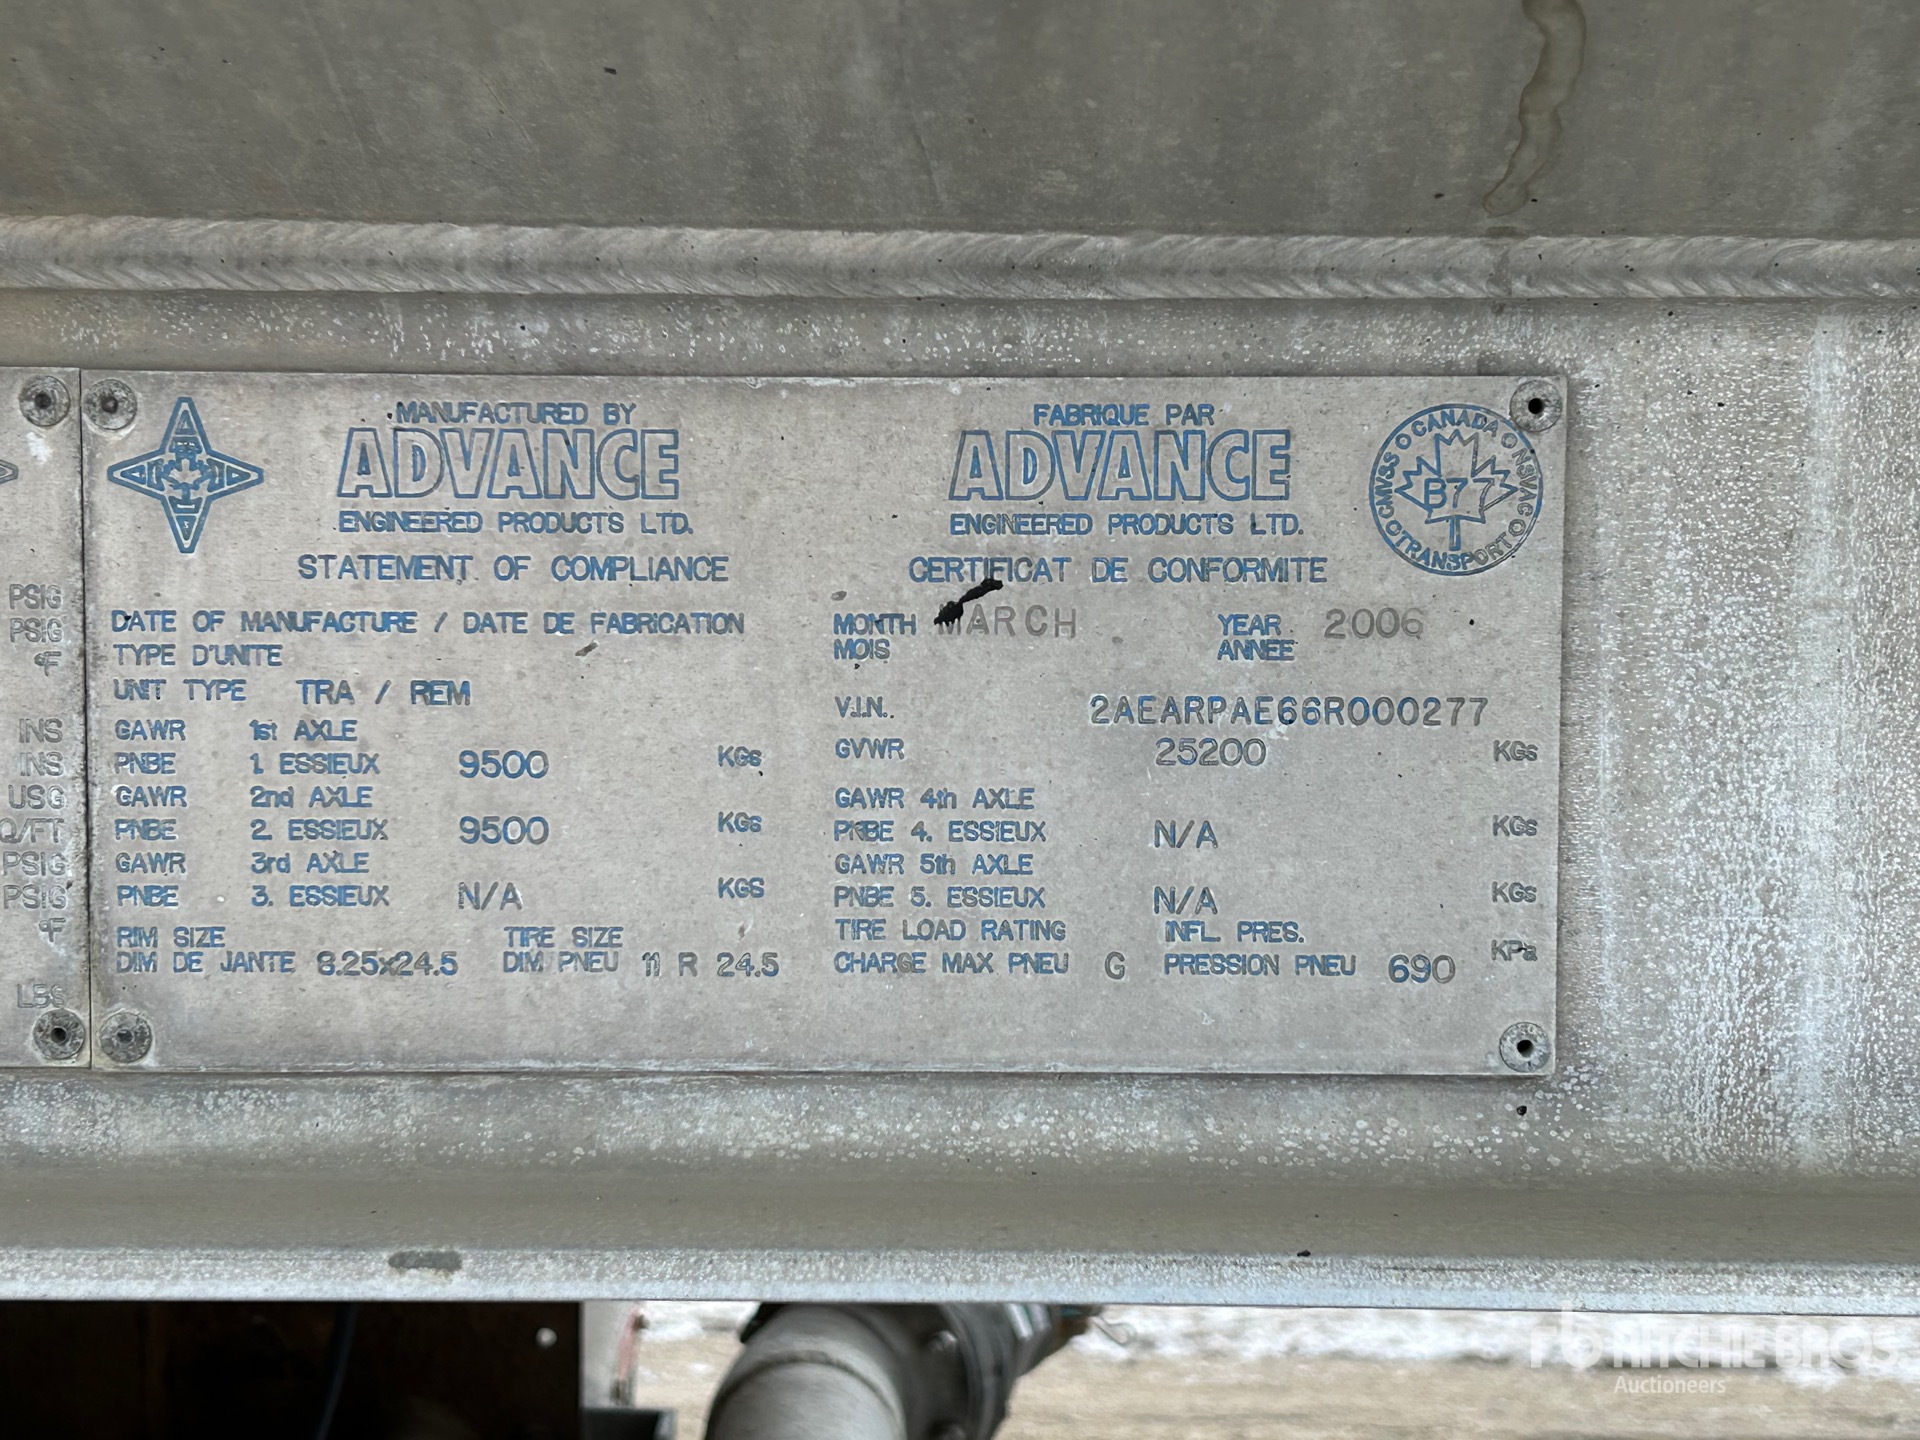 PSIG
PSIG
°F
INS
INS
USG
Q/FT
PSIG
PSIG
°F
LBS
MANUFACTURED BY
ADVANCE
ENGINEERED PRODUCTS LTD.
STATEMENT OF COMPLIANCE
FABRIQUE PAR
ADVANCE
ENGINEERED PRODUCTS LTD.
CERTIFICAT DE CONFORMITE
CANADA NSVAC TRANSPORT CMVSS
B77
DATE OF MANUFACTURE / DATE DE FABRICATION MONTH MARCH YEAR 2006
TYPE D'UNITE MOIS ANNEE
UNIT TYPE TRA / REM V.I.N. 2AEARPAE66R000277
GAWR 1st AXLE GVWR 25200 KGs
PNBE 1. ESSIEUX 9500 KGs
GAWR 2nd AXLE GAWR 4th AXLE
PNBE 2. ESSIEUX 9500 KGs PNBE 4. ESSIEUX N/A KGs
GAWR 3rd AXLE GAWR 5th AXLE
PNBE 3. ESSIEUX N/A KGS PNBE 5. ESSIEUX N/A KGs
RIM SIZE TIRE SIZE TIRE LOAD RATING INFL. PRES.
DIM DE JANTE 8.25x24.5 DIM PNEU 11 R 24.5 CHARGE MAX PNEU G PRESSION PNEU 690 KPa
rb RITCHIE BROS.
Auctioneers